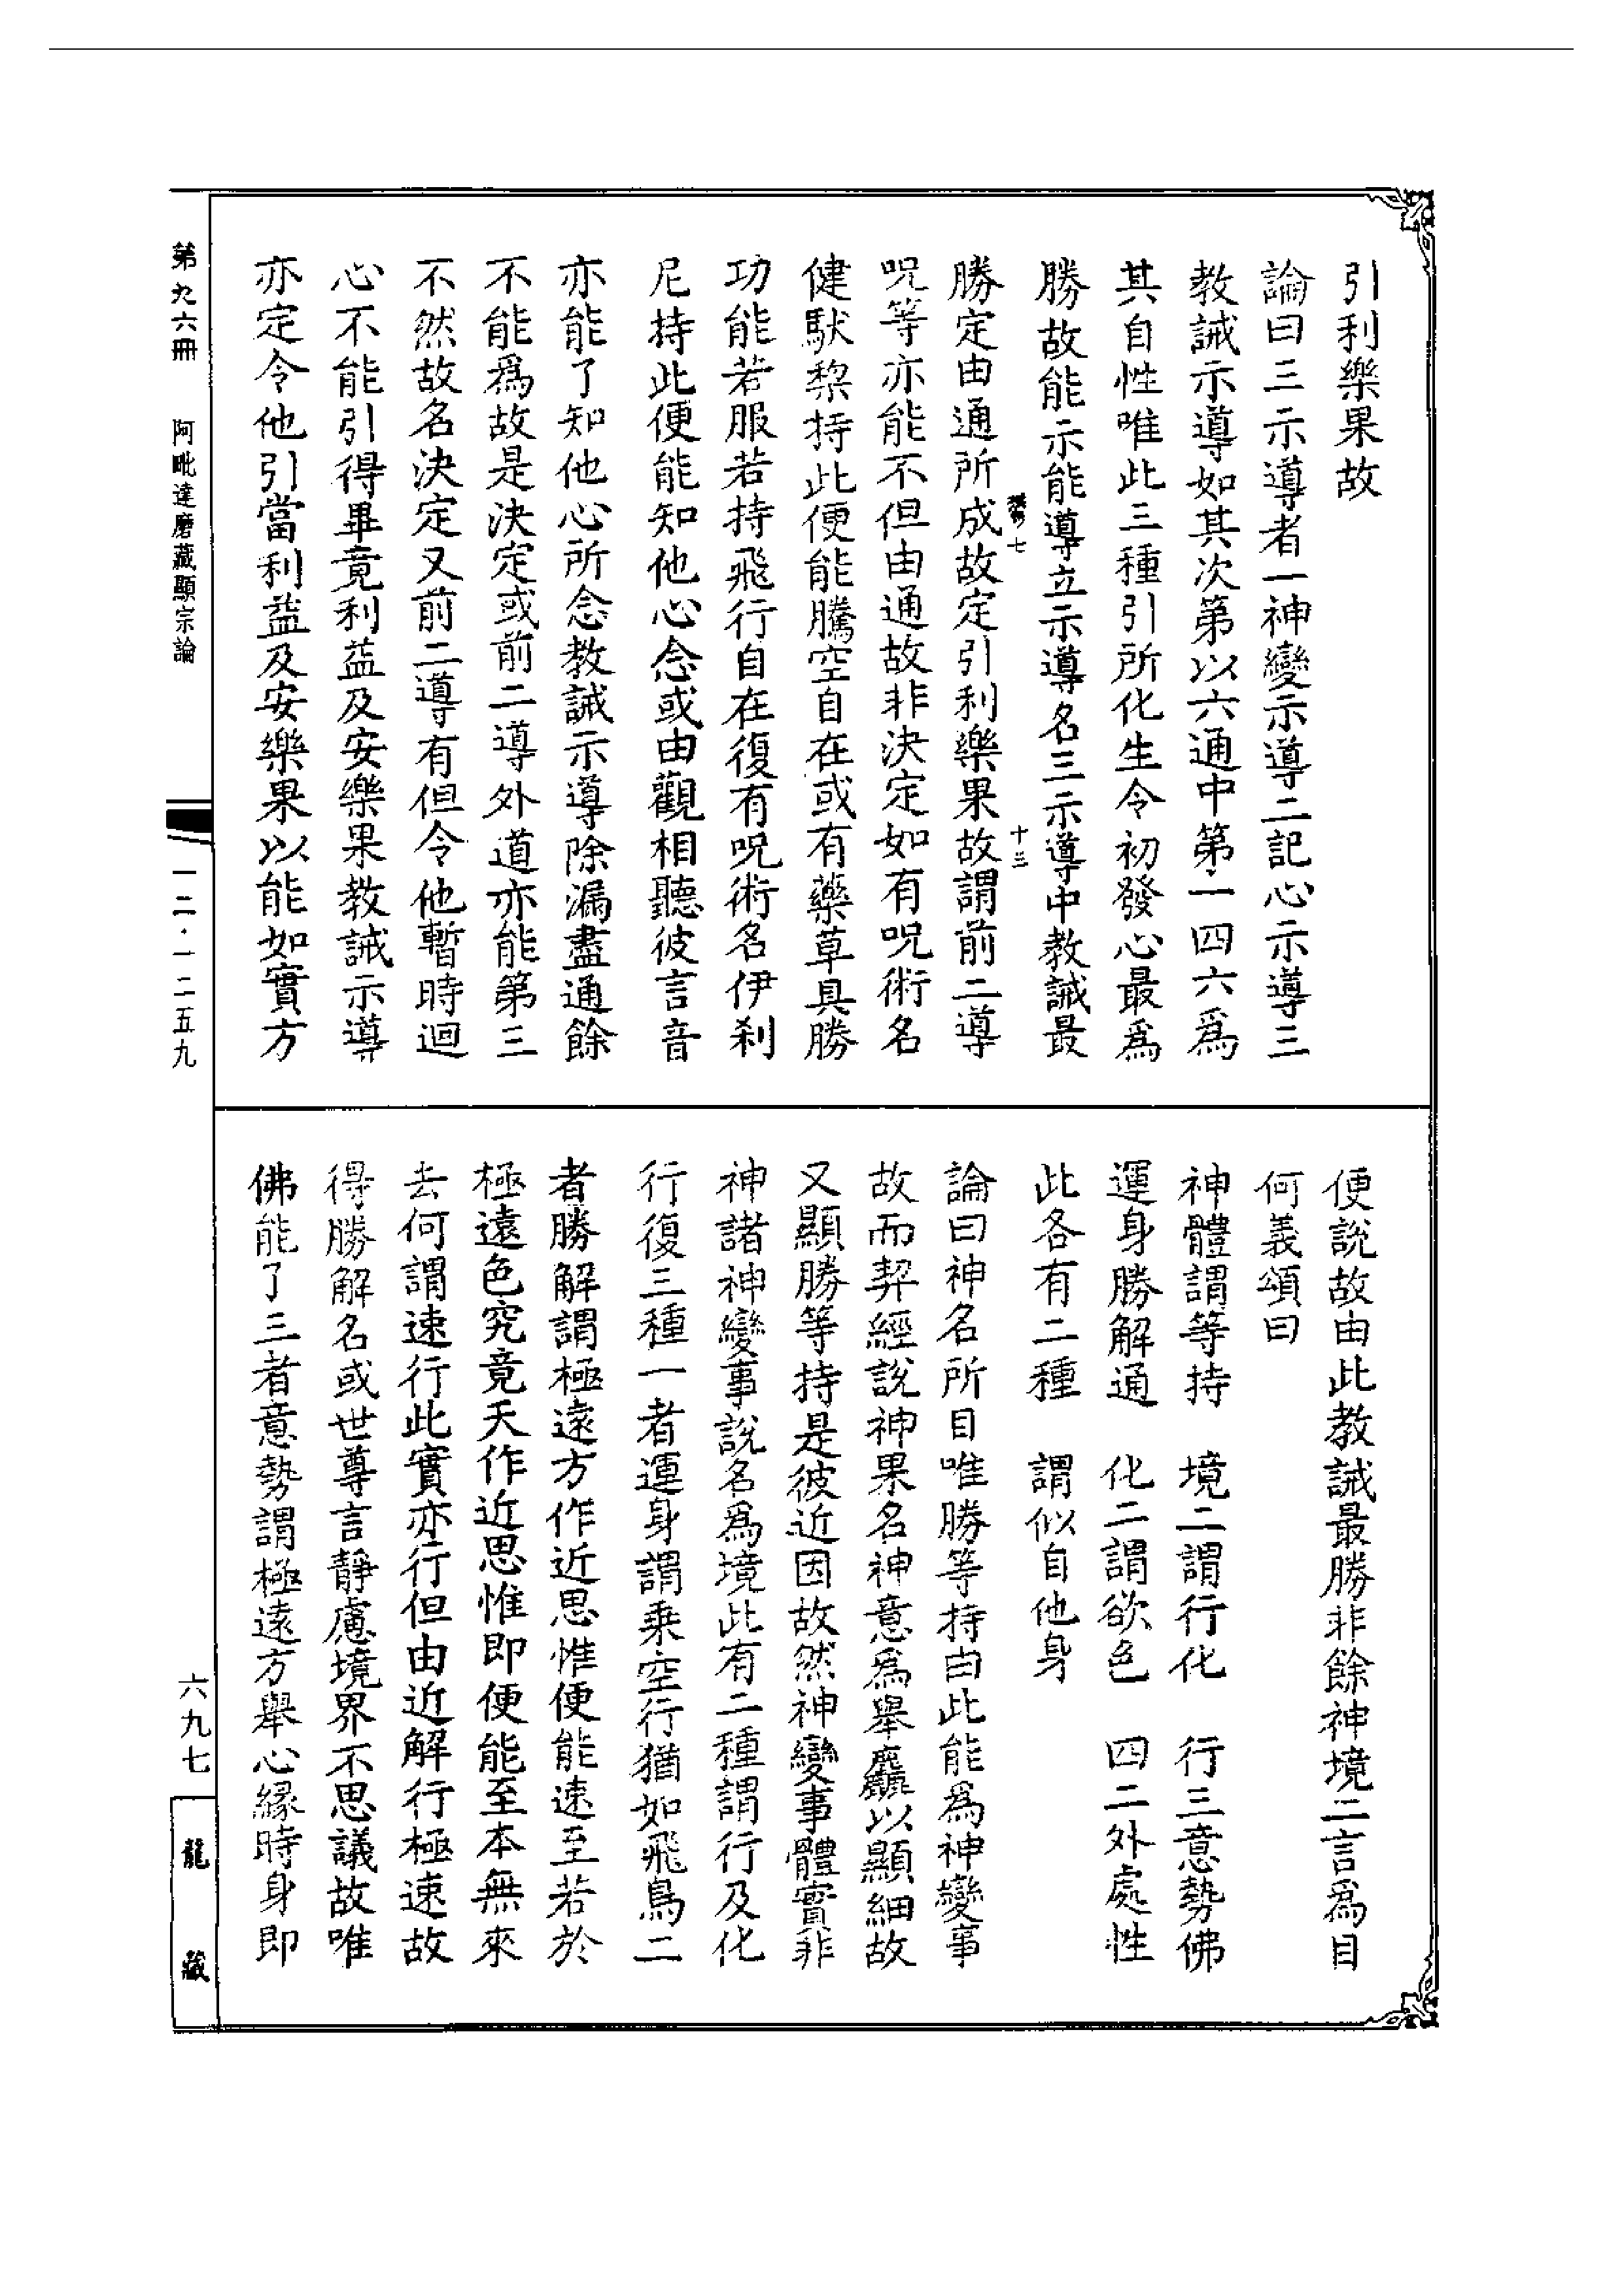 引利樂果故
論曰三示導者一神變示導二記心示導三
教誡示導如其次第以六通中第一四六爲
其自性唯此三種引所化生令初發心最爲
勝故能示能導立示導名三示導中教誡最
七
十三
勝定由通所成故定引利樂果故謂前二導
呪等亦能不但由通故非決定如有呪術名
健馱棃持此便能騰空自在或有藥草具勝
功能若服若持飛行自在復有呪術名伊剎
尼持此便能知他心念或由觀相聽彼言音
亦能了知他心所念教誡示導除漏盡通餘
不能爲故是決定或前二導外道亦能第三
不然故名決定又前二導有但令他暫時迴
心不能引得畢竟利益及安樂果教誡示導
亦定令他引當利益及安樂果以能如實方
便說故由此教誡最勝非餘神境二言爲目
何義頌曰
神體謂等持 境二謂行化 行三意勢佛
運身勝解通 化二謂欲色 四二外處性
此各有二種 謂似自他身
論曰神名所目唯勝等持由此能爲神變事
故而契經說神果名神意爲舉麤以顯細故
又顯勝等持是彼近因故然神變事體實非
神諸神變事說名爲境此有二種謂行及化
行復三種一者運身謂乘空行猶如飛鳥二
者勝解謂極遠方作近思惟便能速至若於
極遠色究竟天作近思惟即便能至本無來
去何謂速行此實亦行但由近解行極速故
得勝解名或世尊言靜慮境界不思議故唯
佛能了三者意勢謂極遠方舉心緣時身即
第九六冊 阿毗達磨藏顯宗論
一二·一二五九
六九七
龍藏